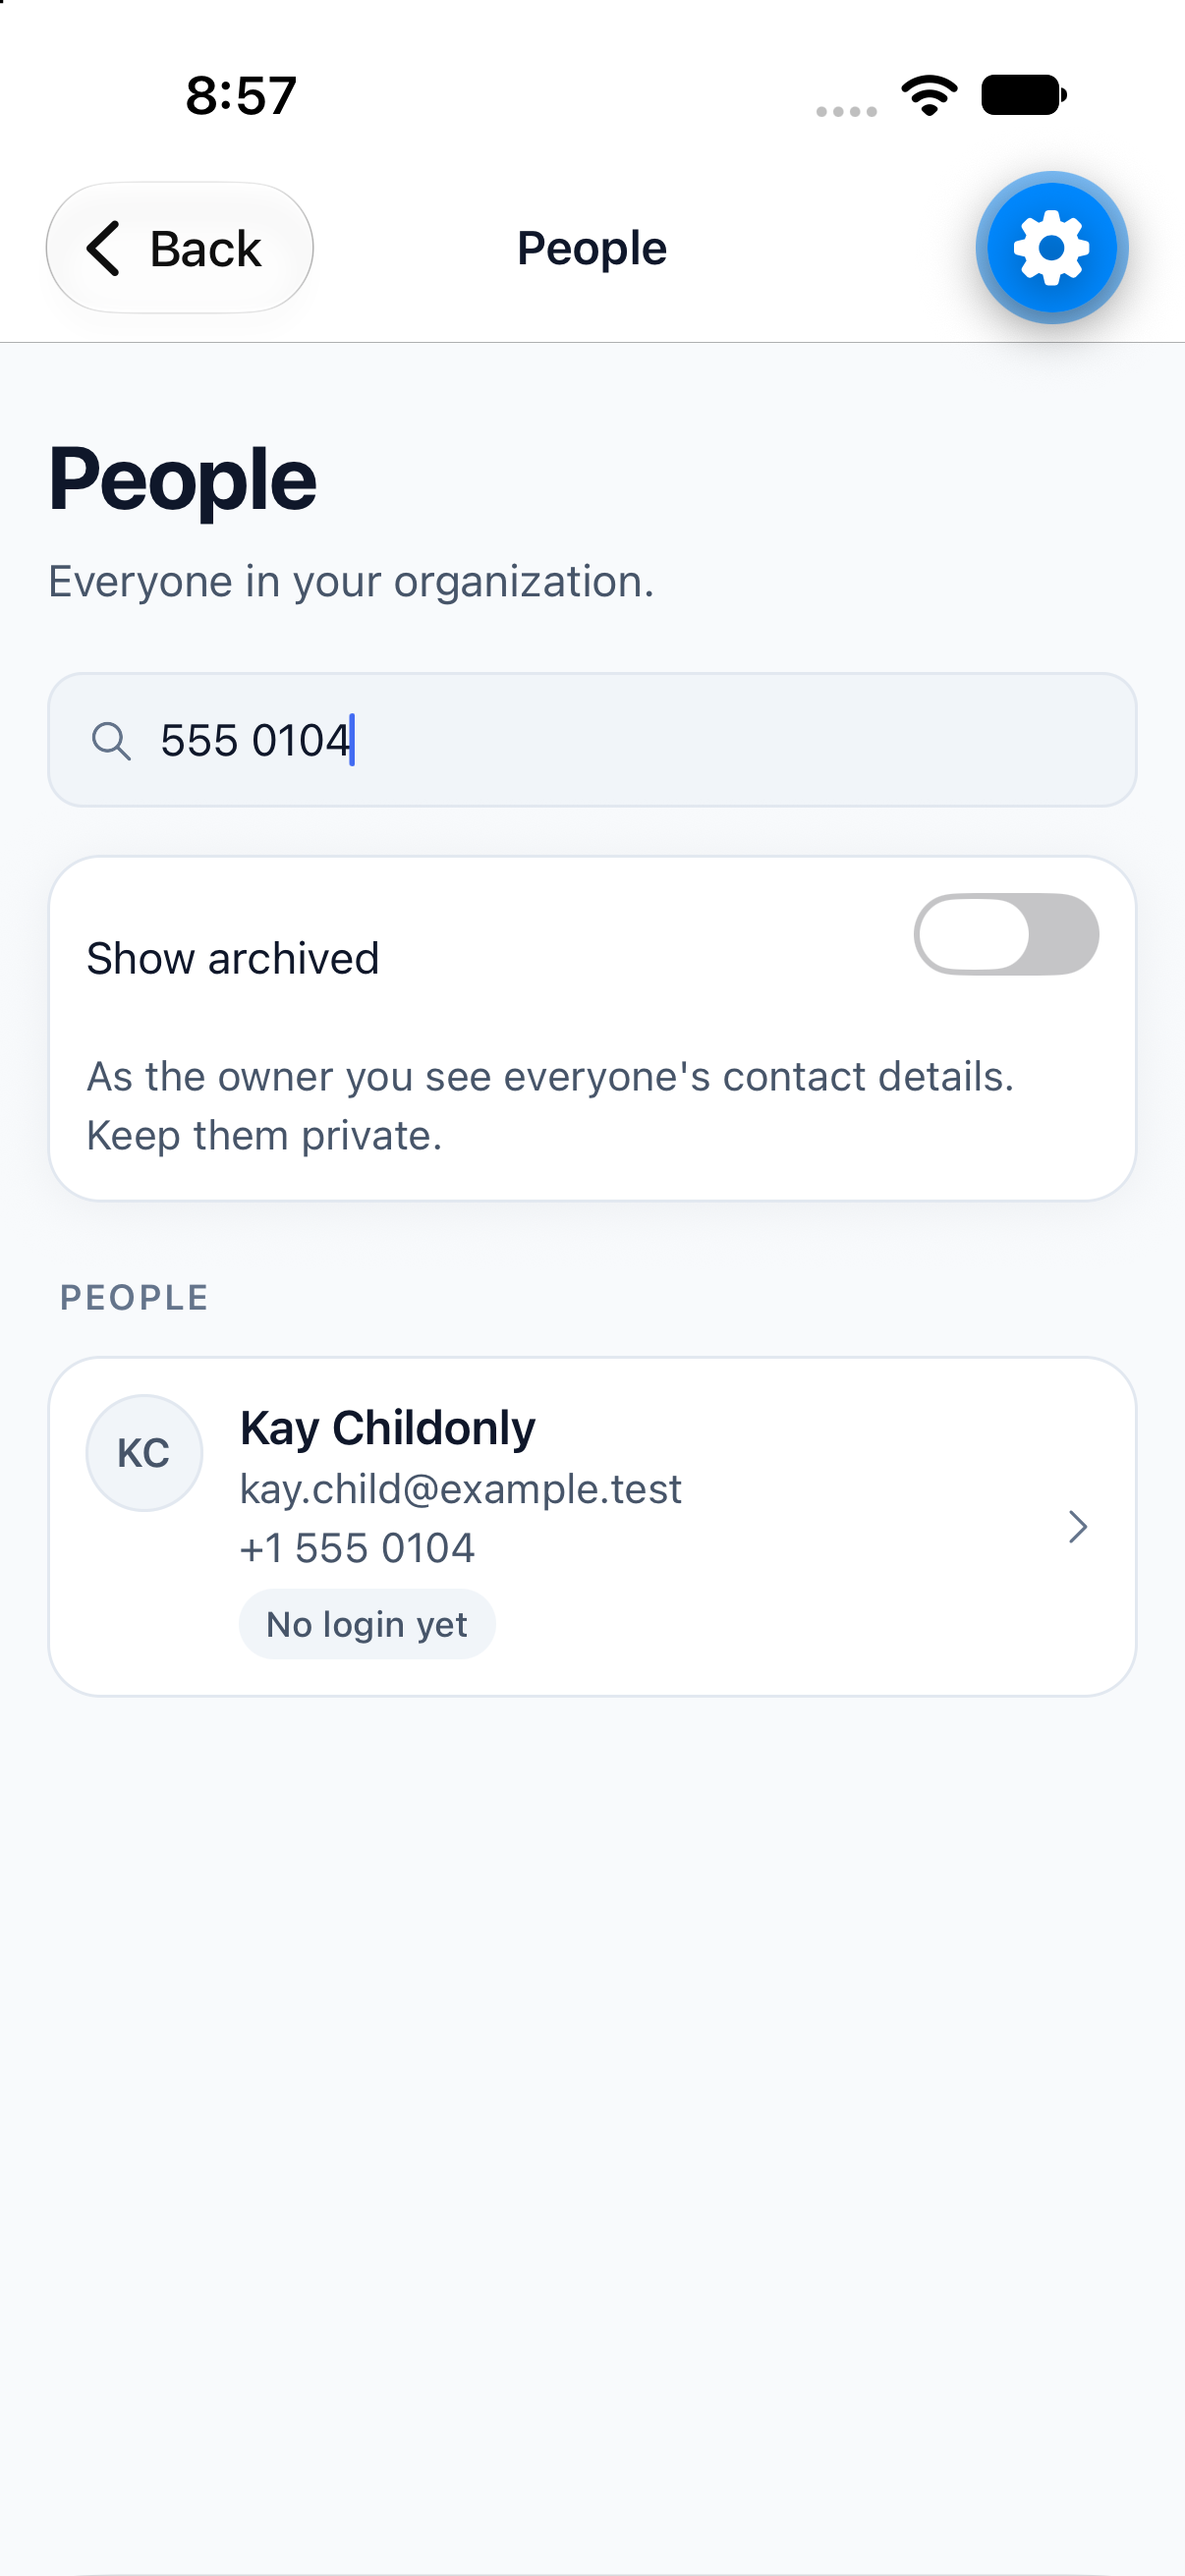 8:57
Back
People
People
Everyone in your organization.
555 0104
Show archived
As the owner you see everyone's contact details.
Keep them private.
PEOPLE
KC
Kay Childonly
kay.child@example.test
+1 555 0104
No login yet